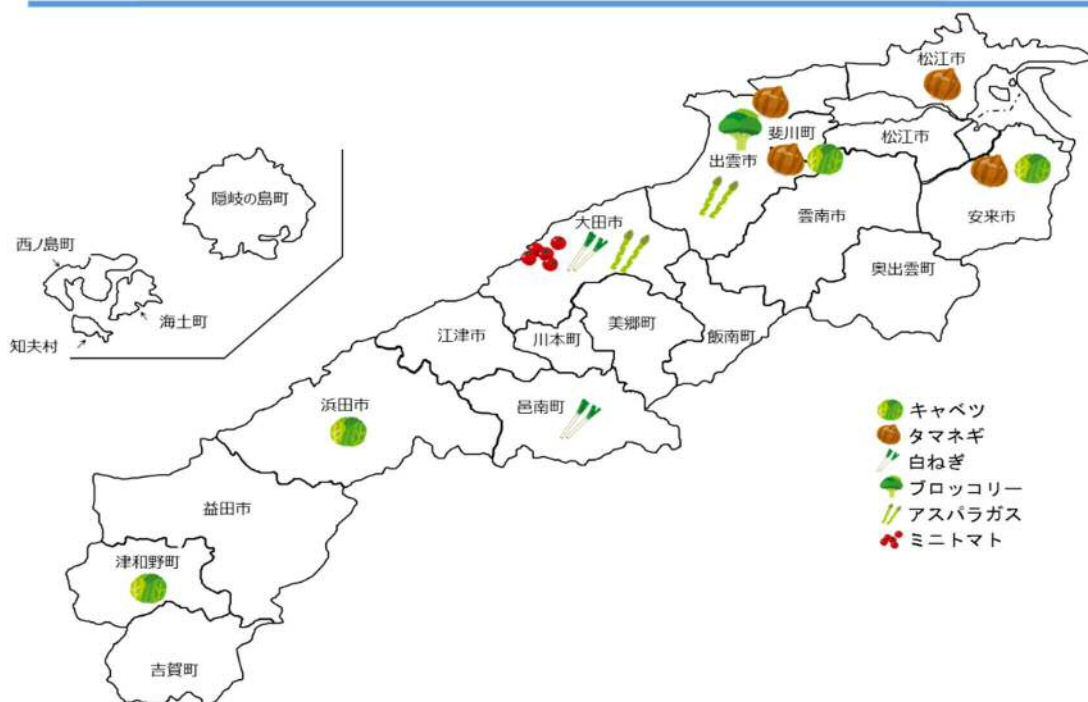 松江市
斐川町
松江市
出雲市
安来市
雲南市
隠岐の島町
大田市
西ノ島町
奥出雲町
海土町
美郷町
江津市
川本町
飯南町
知夫村
浜田市
邑南町
キャベツ
タマネギ
白ねぎ
ブロッコリー
アスパラガス
ミニトマト
益田市
津和野町
吉賀町